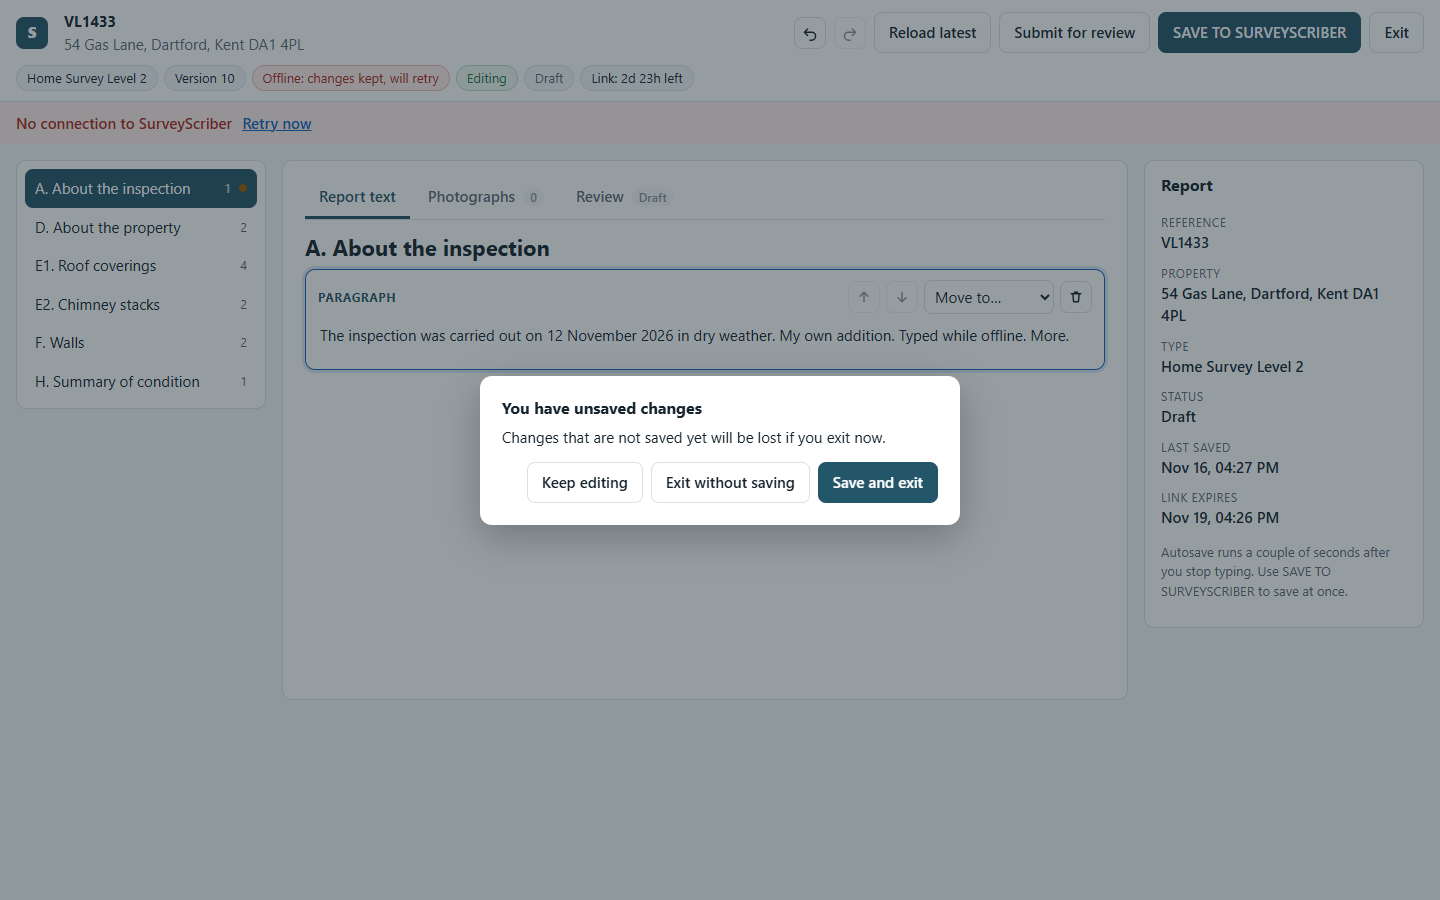 S
VL1433
54 Gas Lane, Dartford, Kent DA1 4PL
Reload latest
Submit for review
SAVE TO SURVEYSCRIBER
Exit
Home Survey Level 2
Version 10
Offline: changes kept, will retry
Editing
Draft
Link: 2d 23h left
No connection to SurveyScriber Retry now
A. About the inspection 1
D. About the property 2
E1. Roof coverings 4
E2. Chimney stacks 2
F. Walls 2
H. Summary of condition 1
Report text
Photographs 0
Review Draft
A. About the inspection
PARAGRAPH
Move to...
The inspection was carried out on 12 November 2026 in dry weather. My own addition. Typed while offline. More.
You have unsaved changes
Changes that are not saved yet will be lost if you exit now.
Keep editing
Exit without saving
Save and exit
Report
REFERENCE
VL1433
PROPERTY
54 Gas Lane, Dartford, Kent DA1
4PL
TYPE
Home Survey Level 2
STATUS
Draft
LAST SAVED
Nov 16, 04:27 PM
LINK EXPIRES
Nov 19, 04:26 PM
Autosave runs a couple of seconds after
you stop typing. Use SAVE TO
SURVEYSCRIBER to save at once.